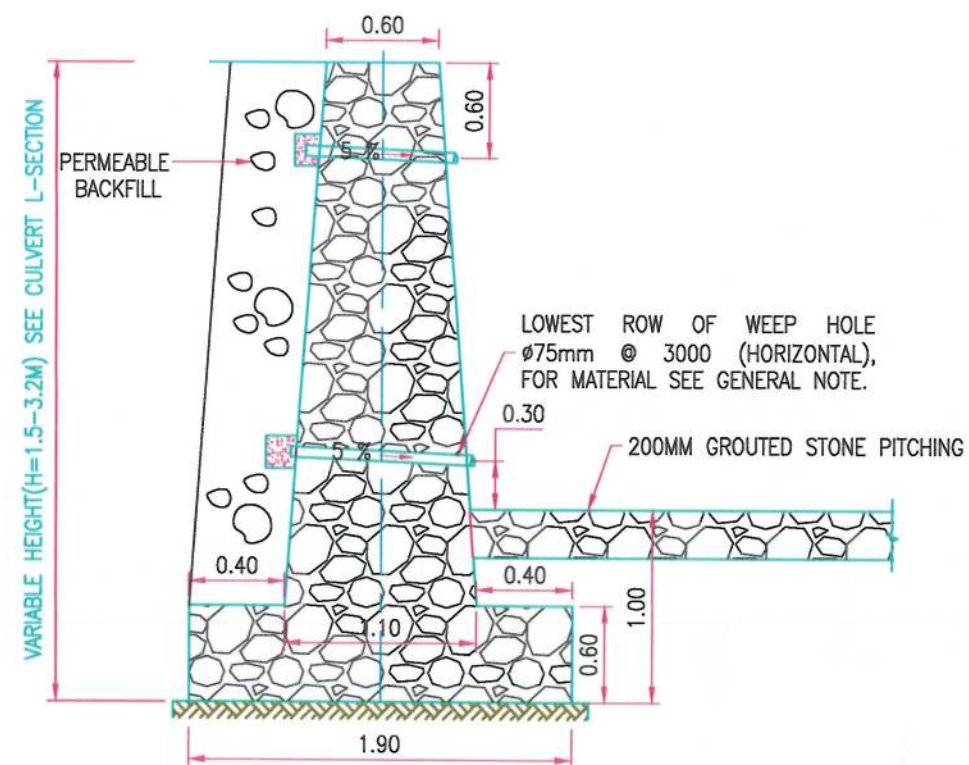 0.60
0.60
VARIABLE HEIGHT(H=1.5-3.2M) SEE CULVERT L-SECTION
PERMEABLE
BACKFILL
5 %
LOWEST ROW OF WEEP HOLE
ø75mm @ 3000 (HORIZONTAL),
FOR MATERIAL SEE GENERAL NOTE.
0.30
5 %
200MM GROUTED STONE PITCHING
0.40
0.40
1.00
1.10
0.60
1.90